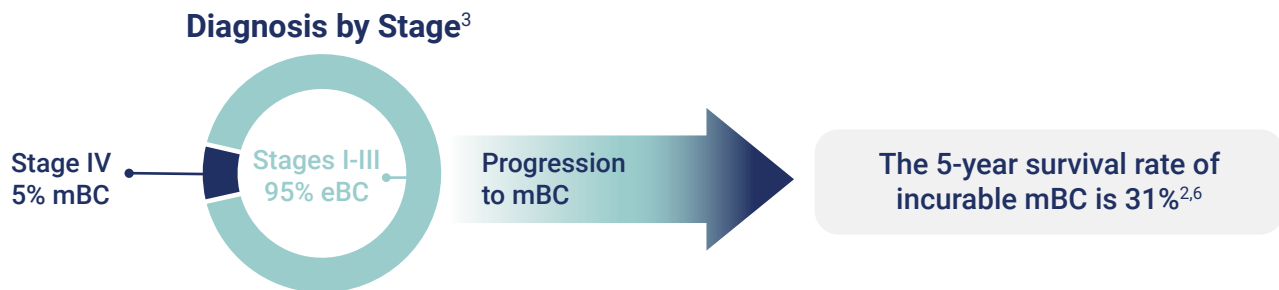 Diagnosis by Stage3
Stage IV
5% mBC
Stages I-III
95% eBC
Progression
to mBC
The 5-year survival rate of
incurable mBC is 31%2,6